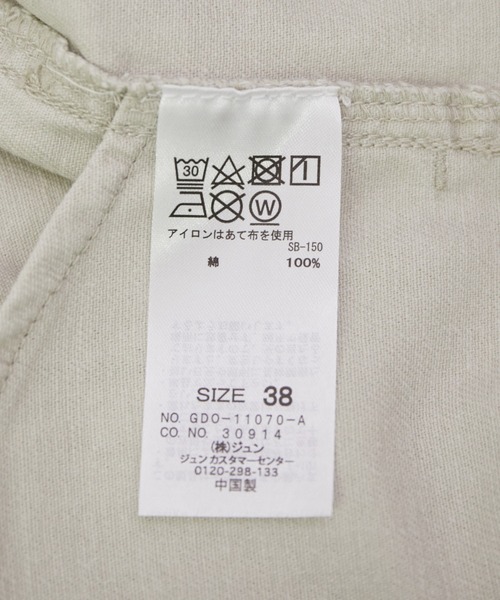 30
W
アイロンはあて布を使用
SB-150
綿 100%
SIZE 38
NO. GDO-11070-A
CO. NO. 30914
(株)ジュン
ジュンカスタマーセンター
0120-298-133
中国製